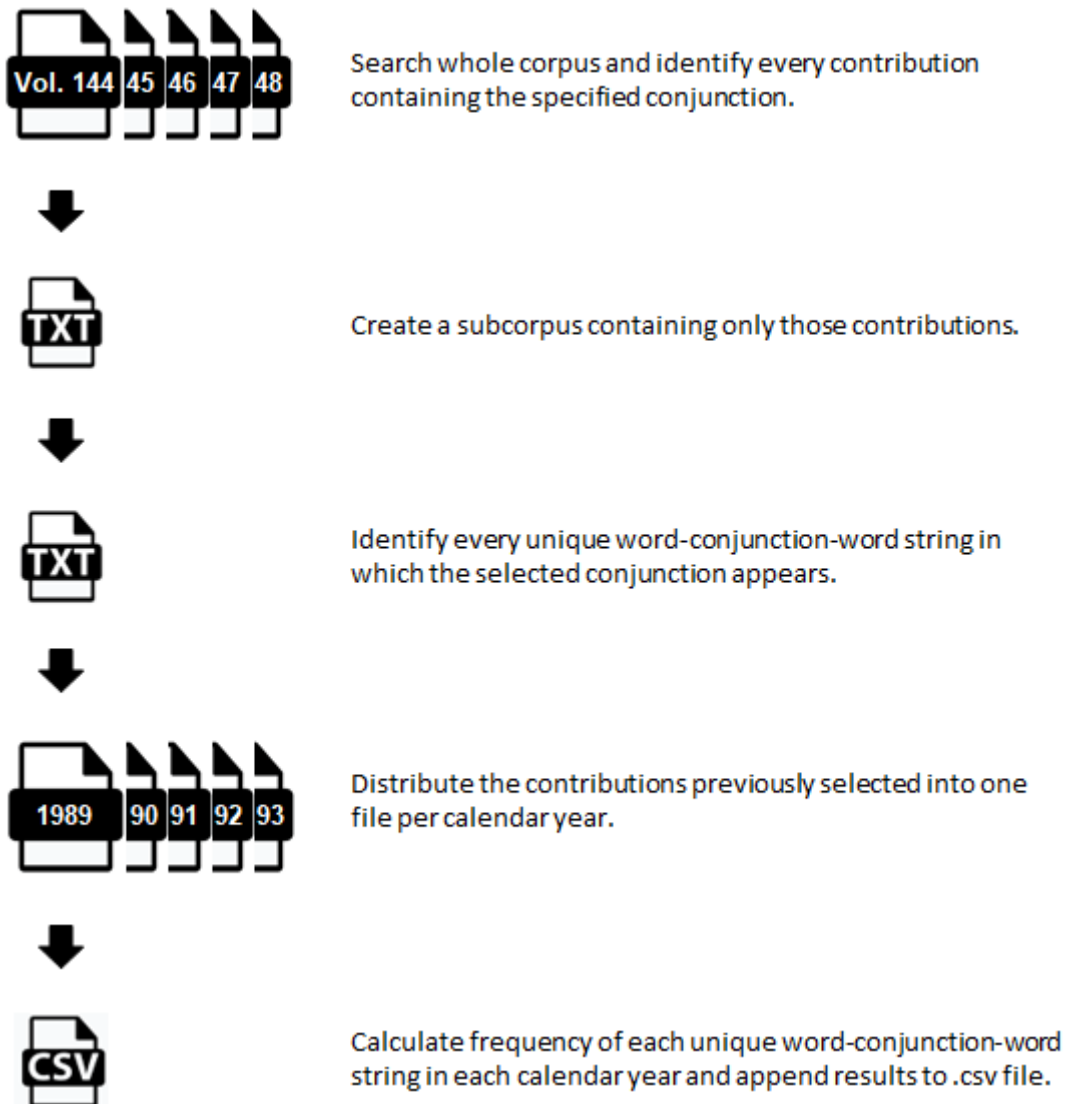 Vol. 144 45 46 47 48
Search whole corpus and identify every contribution
containing the specified conjunction.
TXT
Create a subcorpus containing only those contributions.
TXT
Identify every unique word-conjunction-word string in
which the selected conjunction appears.
1989 90 91 92 93
Distribute the contributions previously selected into one
file per calendar year.
CSV
Calculate frequency of each unique word-conjunction-word
string in each calendar year and append results to .csv file.